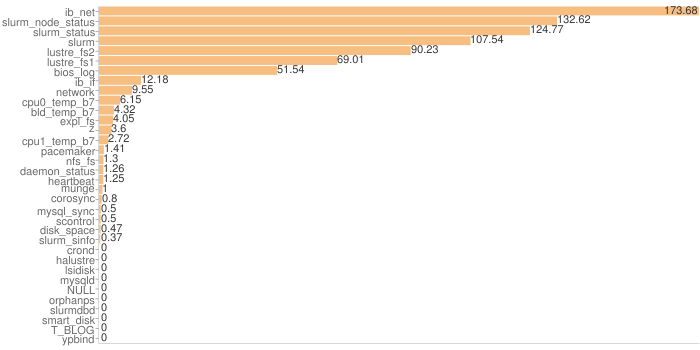 ib_net 173.68
slurm_node_status 132.62
slurm_status 124.77
slurm 107.54
lustre_fs2 90.23
lustre_fs1 69.01
bios_log 51.54
ib_if 12.18
network 9.55
cpu0_temp_b7 6.15
bld_temp_b7 4.32
expl_fs 4.05
z 3.6
cpu1_temp_b7 2.72
pacemaker 1.41
nfs_fs 1.3
daemon_status 1.26
heartbeat 1.25
munge 1
corosync 0.8
mysql_sync 0.5
scontrol 0.5
disk_space 0.47
slurm_sinfo 0.37
crond 0
halustre 0
lsidisk 0
mysqld 0
NULL 0
orphanps 0
slurmdbd 0
smart_disk 0
T_BLOG 0
ypbind 0